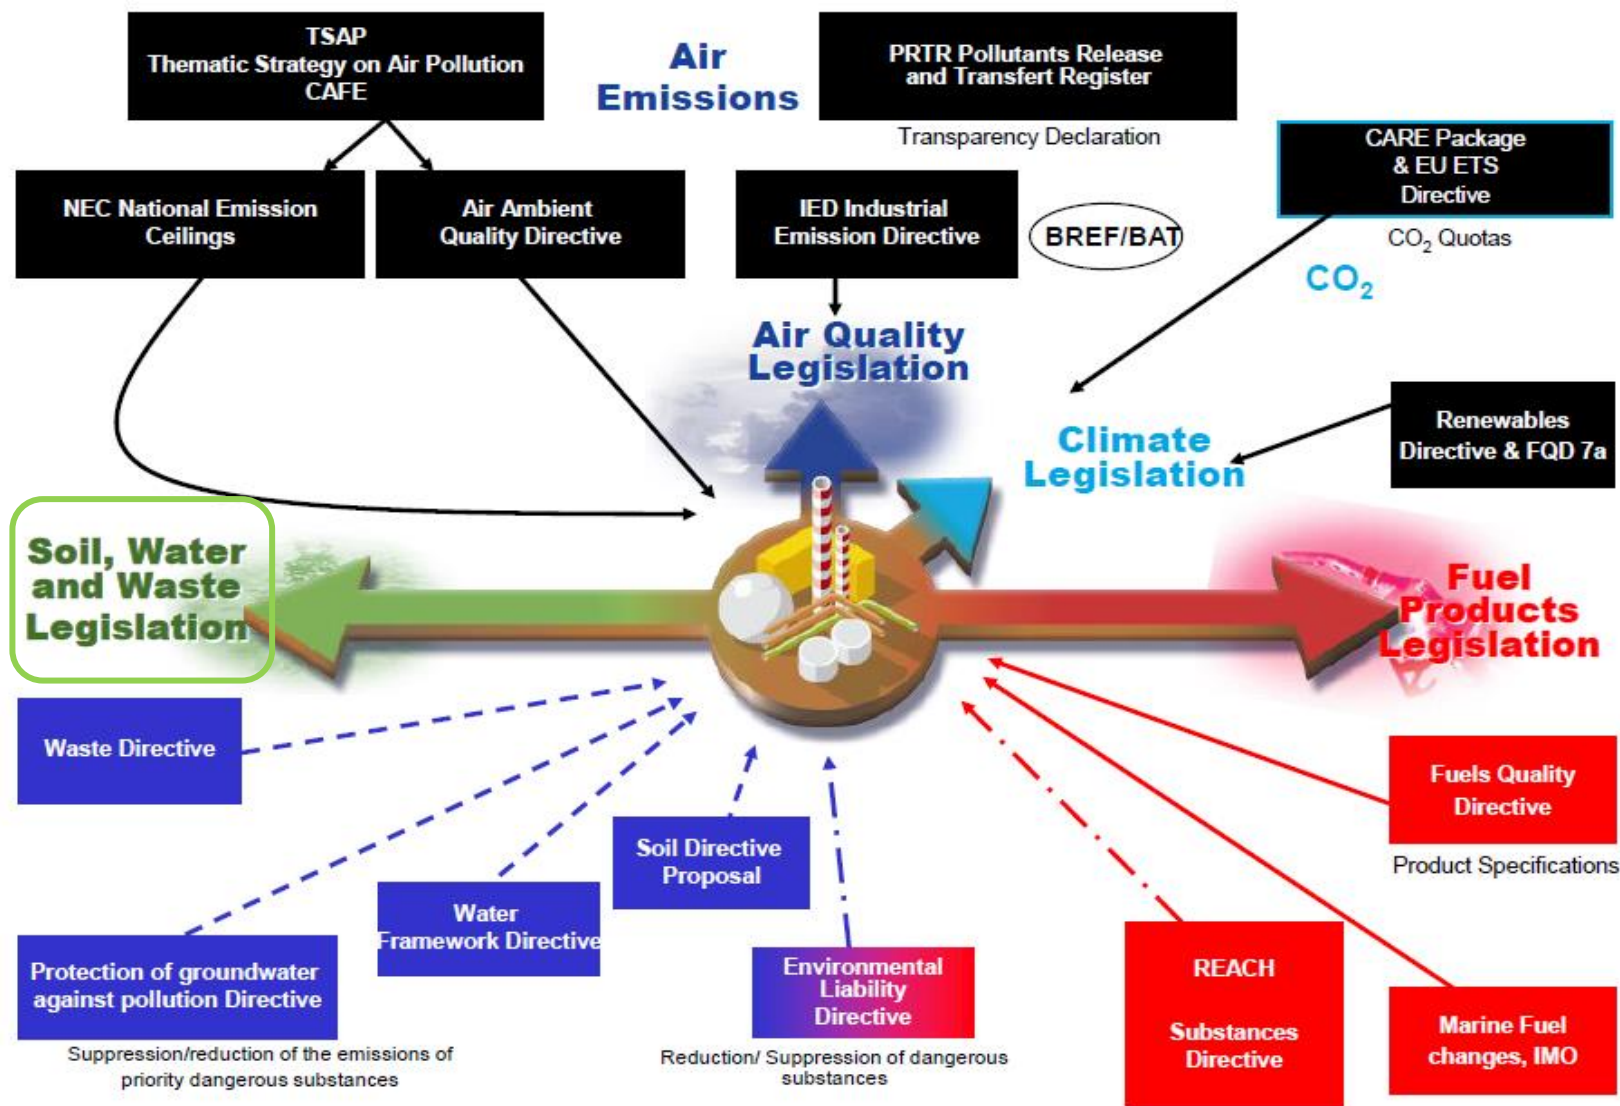 TSAP
Thematic Strategy on Air Pollution
CAFE
Air
Emissions
PRTR Pollutants Release
and Transfert Register
Transparency Declaration
CARE Package
& EU ETS
Directive
CO₂ Quotas
CO₂
NEC National Emission
Ceilings
Air Ambient
Quality Directive
IED Industrial
Emission Directive
BREF/BAT
Air Quality
Legislation
Climate
Legislation
Renewables
Directive & FQD 7a
Soil, Water
and Waste
Legislation
Fuel
Products
Legislation
Waste Directive
Soil Directive
Proposal
Water
Framework Directive
Protection of groundwater
against pollution Directive
Suppression/reduction of the emissions of
priority dangerous substances
Environmental
Liability
Directive
Reduction/ Suppression of dangerous
substances
Fuels Quality
Directive
Product Specifications
REACH
Substances
Directive
Marine Fuel
changes, IMO